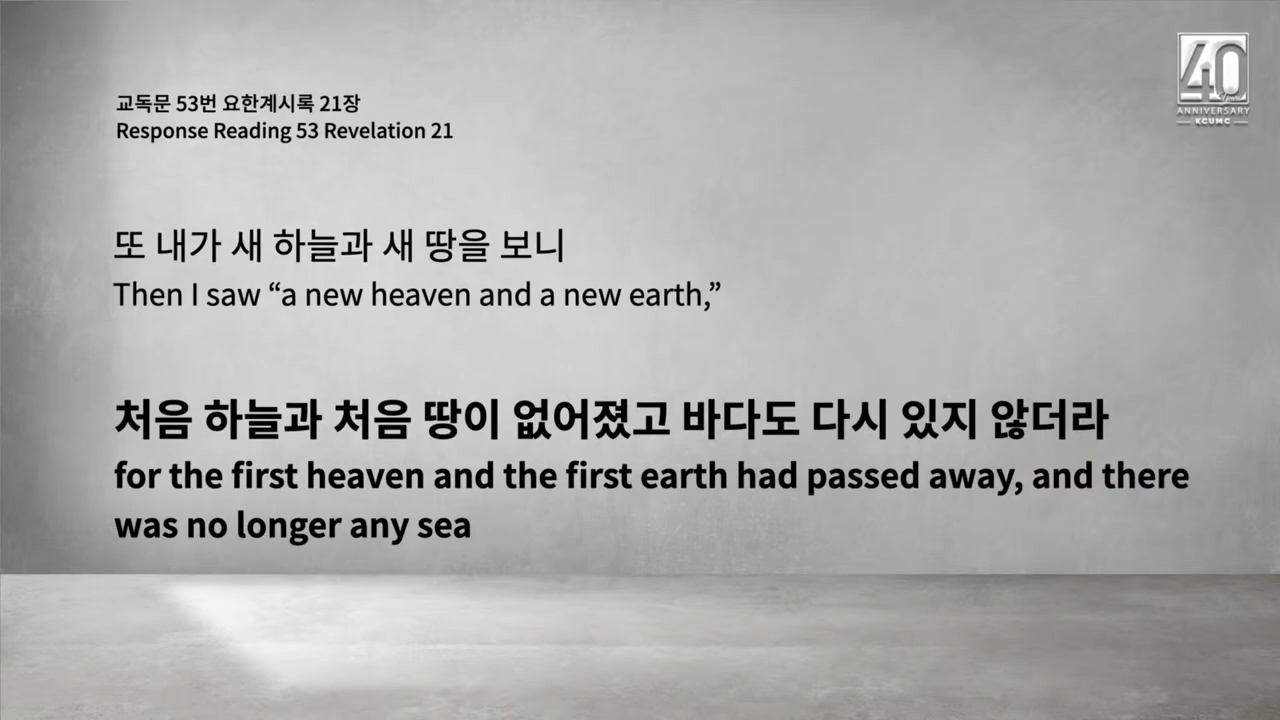 교독문 53번 요한계시록 21장
Response Reading 53 Revelation 21
40
Years
ANNIVERSARY
KCUMC
또 내가 새 하늘과 새 땅을 보니
Then I saw “a new heaven and a new earth,”
처음 하늘과 처음 땅이 없어졌고 바다도 다시 있지 않더라
for the first heaven and the first earth had passed away, and there
was no longer any sea